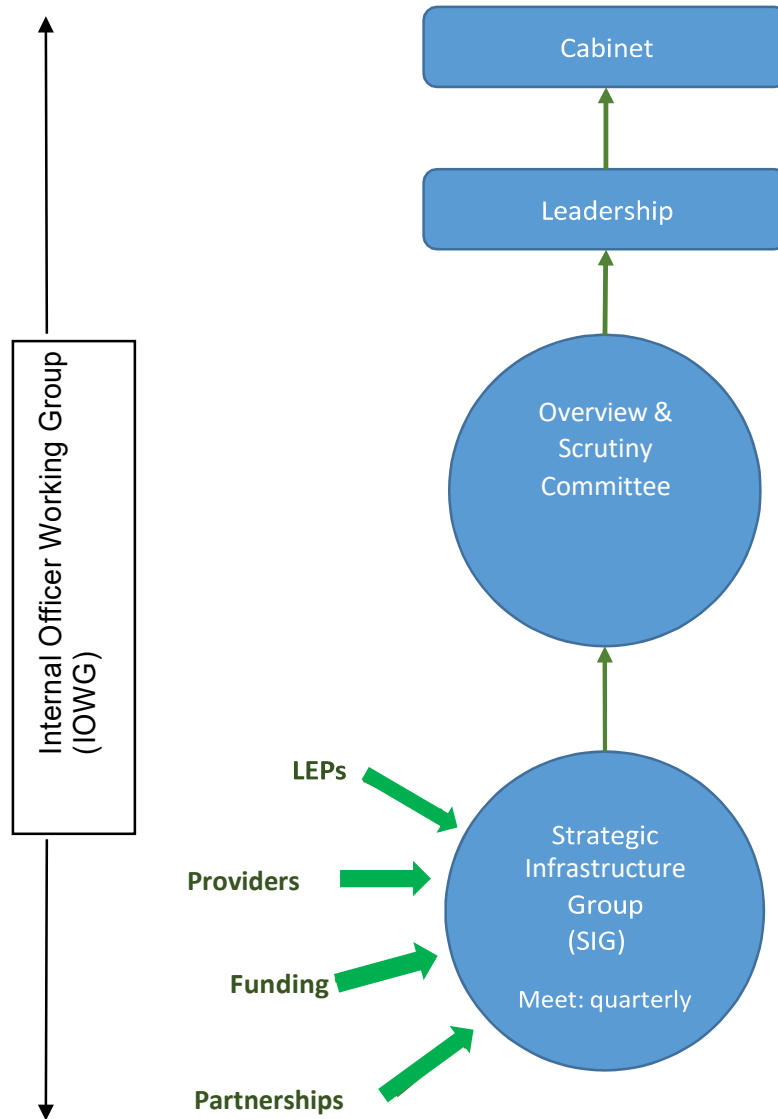 Cabinet
Leadership
Overview &
Scrutiny
Committee
Internal Officer Working Group
(IOWG)
LEPs
Providers
Funding
Partnerships
Strategic
Infrastructure
Group
(SIG)
Meet: quarterly